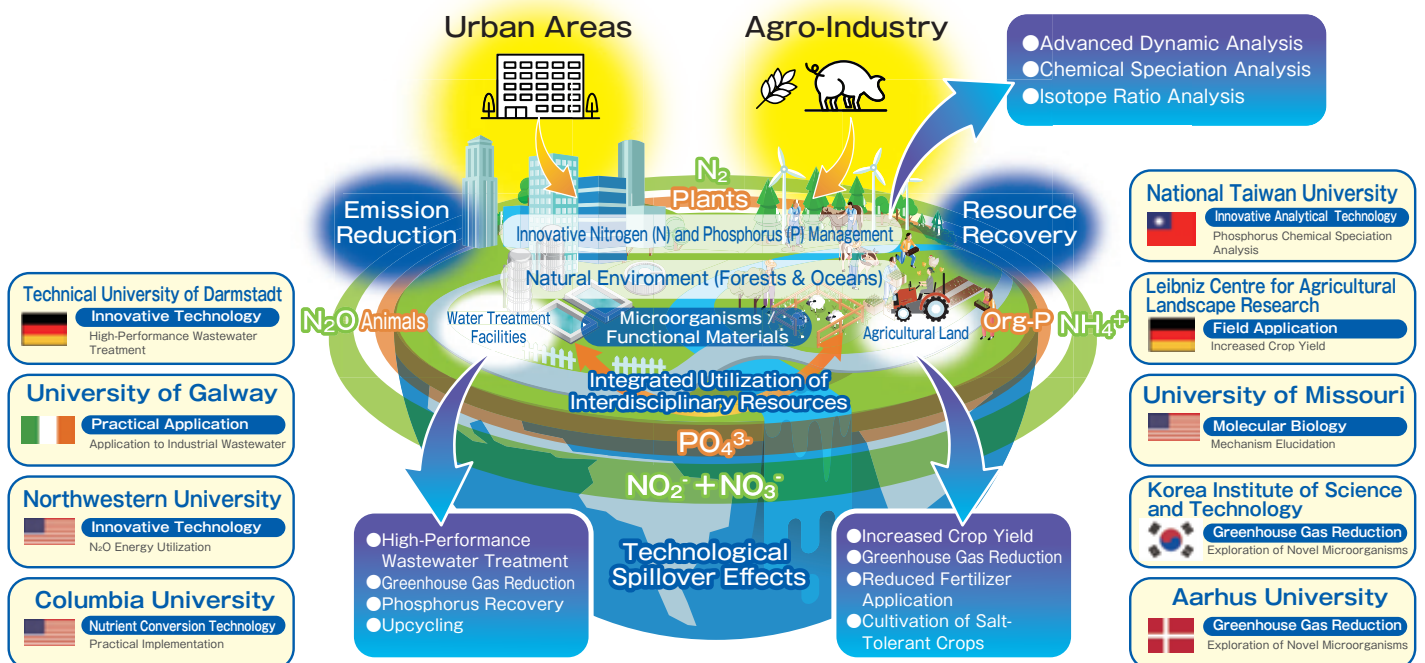 Urban Areas
Agro-Industry
●Advanced Dynamic Analysis
●Chemical Speciation Analysis
●Isotope Ratio Analysis
Emission
Reduction
N₂
Plants
Resource
Recovery
Innovative Nitrogen (N) and Phosphorus (P) Management
Natural Environment (Forests & Oceans)
N₂O Animals
Water Treatment
Facilities
Microorganisms /
Functional Materials
Agricultural Land
Org-P NH₄⁺
Integrated Utilization of
Interdisciplinary Resources
PO₄³⁻
NO₂⁻ + NO₃⁻
Technological
Spillover Effects
●High-Performance
Wastewater Treatment
●Greenhouse Gas Reduction
●Phosphorus Recovery
●Upcycling
●Increased Crop Yield
●Greenhouse Gas Reduction
●Reduced Fertilizer
Application
●Cultivation of Salt-
Tolerant Crops
Technical University of Darmstadt
Innovative Technology
High-Performance Wastewater
Treatment
University of Galway
Practical Application
Application to Industrial Wastewater
Northwestern University
Innovative Technology
N₂O Energy Utilization
Columbia University
Nutrient Conversion Technology
Practical Implementation
National Taiwan University
Innovative Analytical Technology
Phosphorus Chemical Speciation
Analysis
Leibniz Centre for Agricultural
Landscape Research
Field Application
Increased Crop Yield
University of Missouri
Molecular Biology
Mechanism Elucidation
Korea Institute of Science
and Technology
Greenhouse Gas Reduction
Exploration of Novel Microorganisms
Aarhus University
Greenhouse Gas Reduction
Exploration of Novel Microorganisms